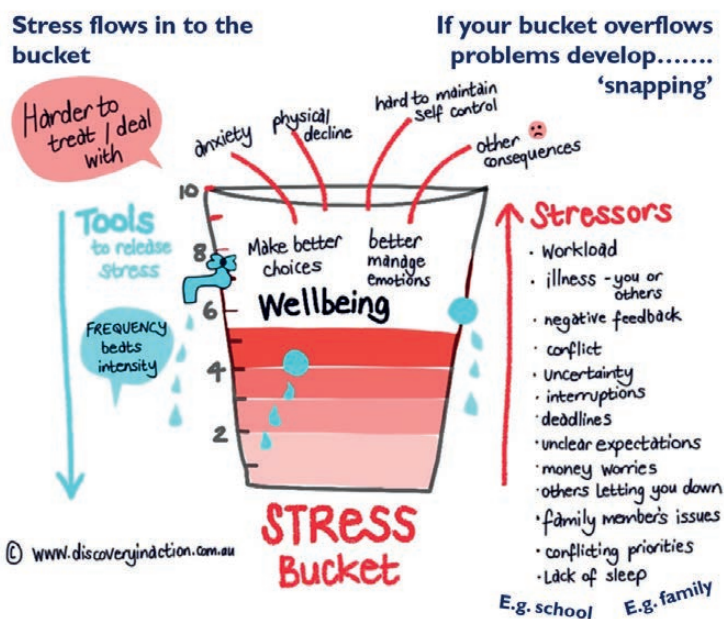 Stress flows in to the
bucket
If your bucket overflows
problems develop.......
‘snapping’
Harder to
treat / deal
with
anxiety
physical
decline
hard to maintain
self control
other
consequences
10
8
6
4
2
Tools
to release
stress
FREQUENCY
beats
intensity
Make better
choices
better
manage
emotions
Wellbeing
Stressors
· Workload
· illness - you or
others
· negative feedback
· conflict
· uncertainty
· interruptions
· deadlines
· unclear expectations
· money worries
· others letting you down
· family member's issues
· conflicting priorities
· Lack of sleep
E.g. school
E.g. family
STRESS
Bucket
© www.discoveryinaction.com.au